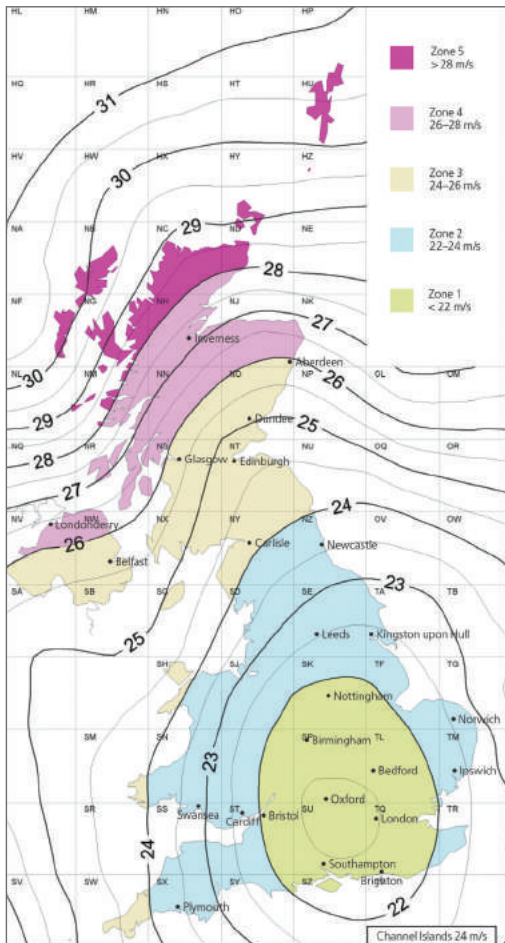 HL HM HN HO HP
Zone 5
> 28 m/s
HQ HR HS HT HU
31
Zone 4
26–28 m/s
HV HW HX HY HZ
30
Zone 3
24–26 m/s
NA NB NC ND NE
29
Zone 2
22–24 m/s
28
NF NG NH NJ NK
Zone 1
< 22 m/s
27
Inverness
Aberdeen
NL NM NN NO NP OL OM
30
26
29
Dundee
25
NQ NR NS NT NU OQ OR
28
Glasgow
Edinburgh
27
24
NV NW NX NY NZ OV OW
Londonderry
26
Carlisle
Newcastle
Belfast
23
SA SB SC SD SE TA TB
25
Leeds
Kingston upon Hull
SH SJ SK TF TG
Nottingham
Norwich
SM SN SP TL TM
Birmingham
23
Bedford
Ipswich
Oxford
SR SS ST SU TQ TR
Swansea
Cardiff
Bristol
London
24
Southampton
Brighton
SV SW SX SY SZ
22
Plymouth
Channel Islands 24 m/s